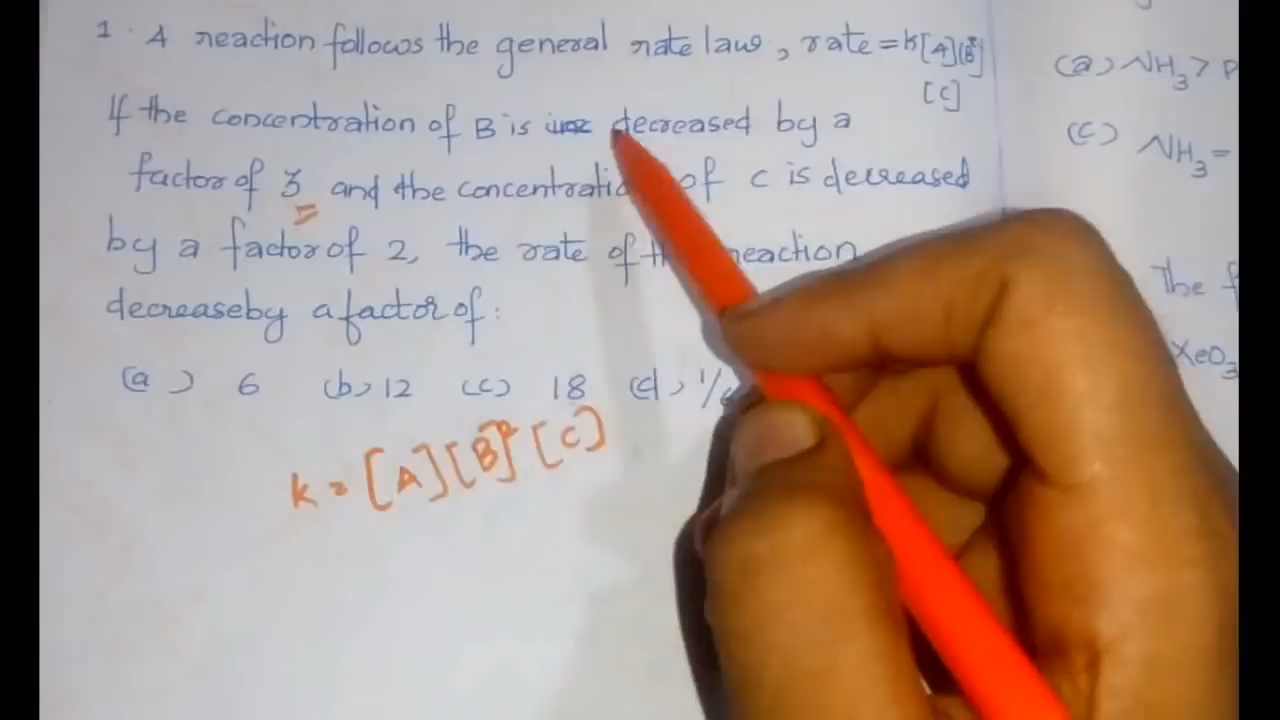 1. A reaction follows the general rate law, rate = k[A][B]²
[C]
If the concentration of B is decreased by a
factor of 3 and the concentration of C is decreased
by a factor of 2, the rate of the reaction
decrease by a factor of:
(a) 6 (b) 12 (c) 18 (d) 1/
k = [A][B]² [C]
(a) NH₃ > P
(c) NH₃ =
The f
XeO₃